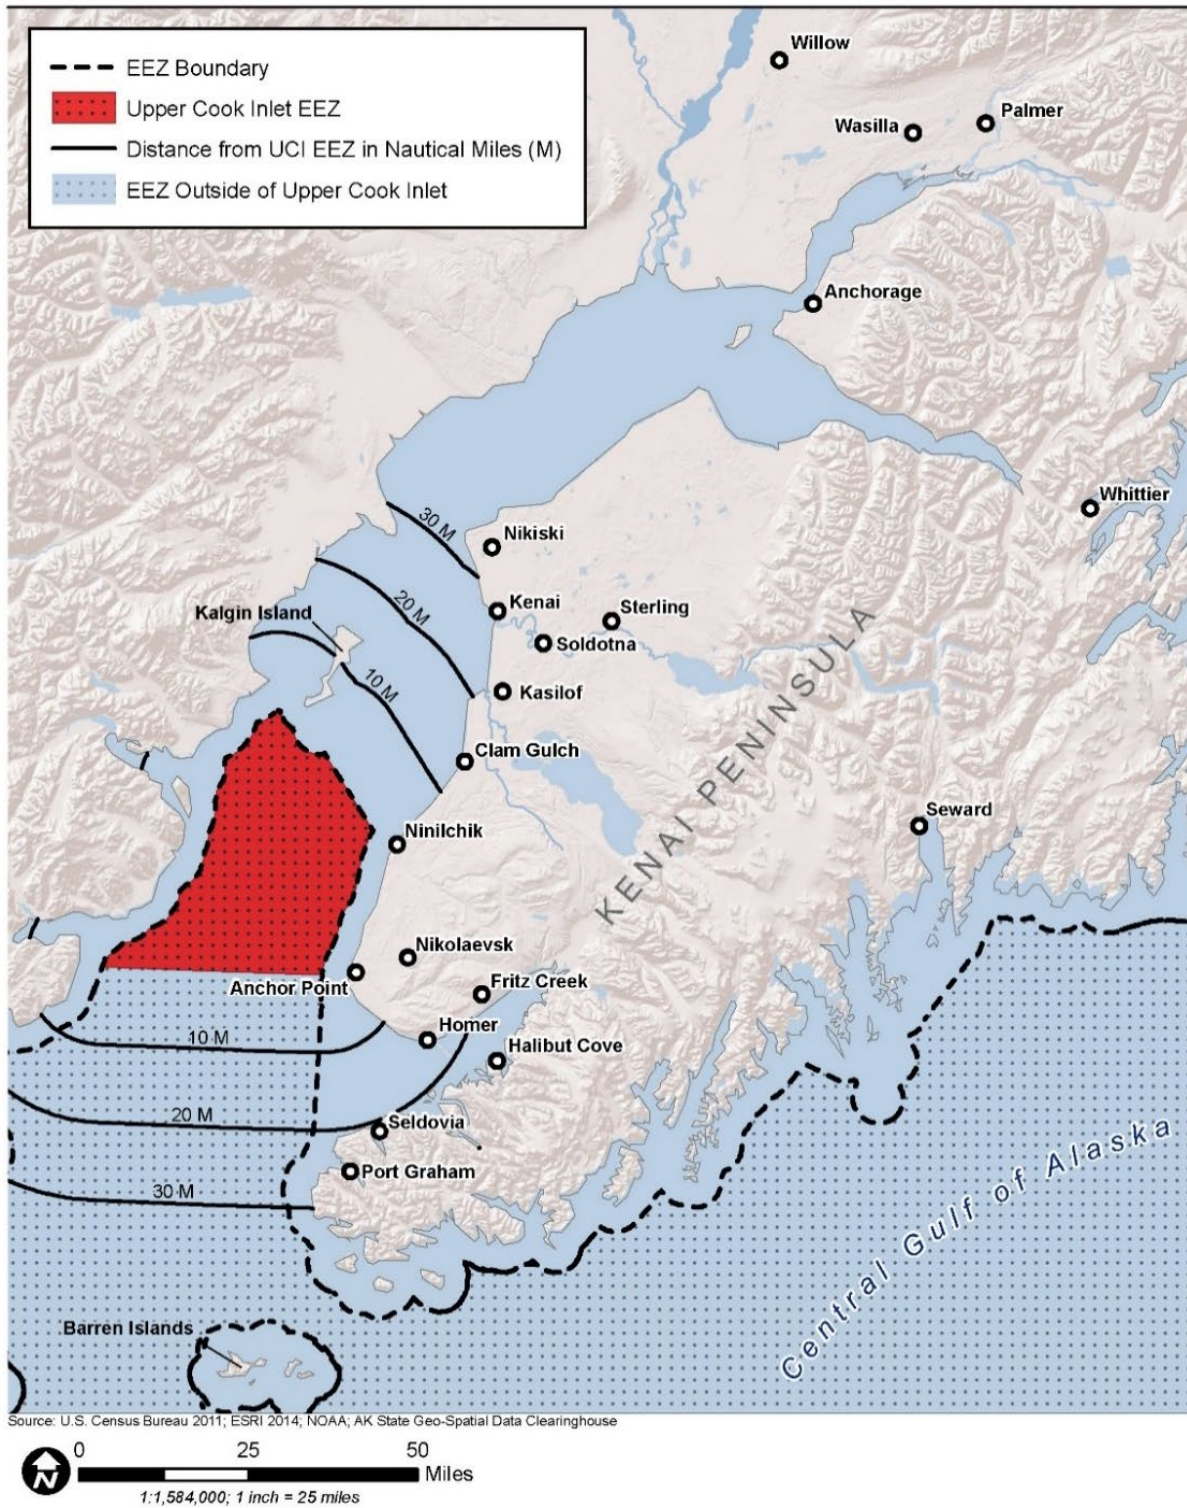 EEZ Boundary
Upper Cook Inlet EEZ
Distance from UCI EEZ in Nautical Miles (M)
EEZ Outside of Upper Cook Inlet
Willow
Palmer
Wasilla
Anchorage
Whittier
30 M
Nikiski
20 M
Kenai
Sterling
Kalgin Island
Soldotna
10 M
Kasilof
KENAI PENINSULA
Clam Gulch
Seward
Ninilchik
Nikolaevsk
Anchor Point
Fritz Creek
10 M
Homer
Halibut Cove
20 M
Seldovia
Port Graham
30 M
Central Gulf of Alaska
Barren Islands
Source: U.S. Census Bureau 2011; ESRI 2014; NOAA; AK State Geo-Spatial Data Clearinghouse
N
0 25 50
Miles
1:1,584,000; 1 inch = 25 miles